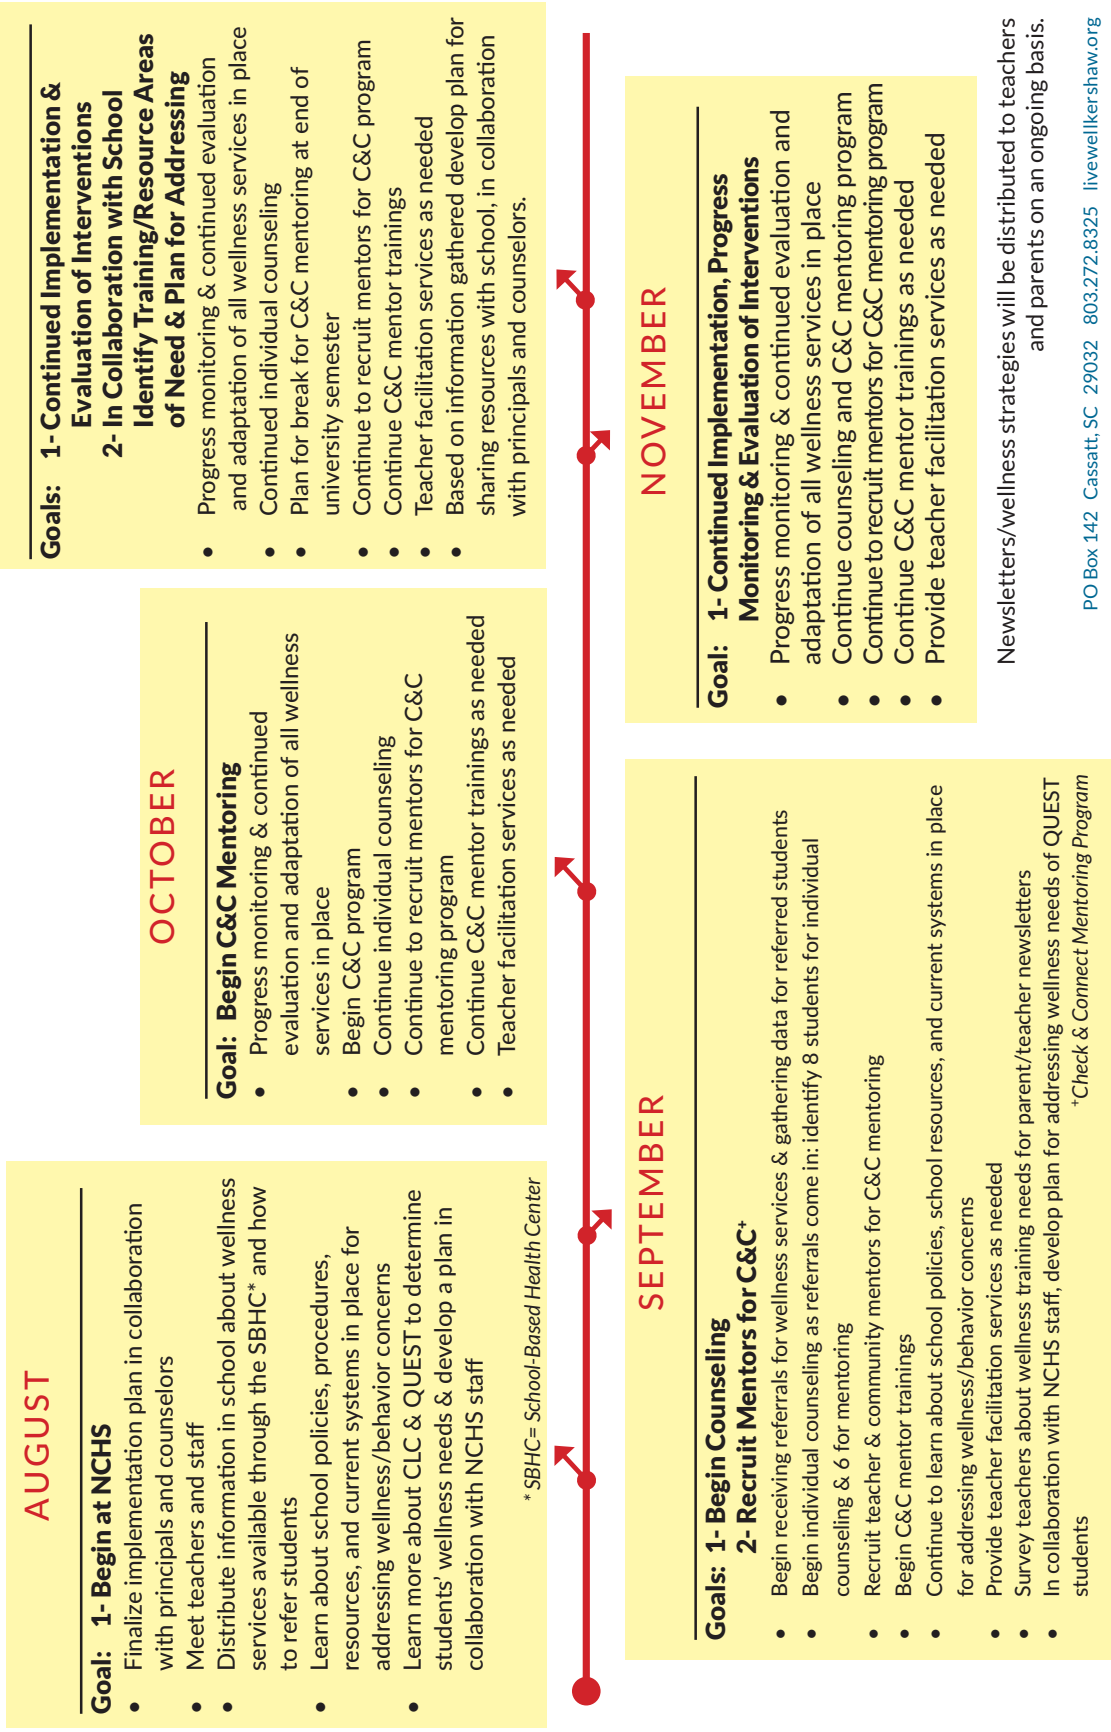 AUGUST
Goal: 1- Begin at NCHS
• Finalize implementation plan in collaboration
with principals and counselors
• Meet teachers and staff
• Distribute information in school about wellness
services available through the SBHC* and how
to refer students
• Learn about school policies, procedures,
resources, and current systems in place for
addressing wellness/behavior concerns
• Learn more about CLC & QUEST to determine
students' wellness needs & develop a plan in
collaboration with NCHS staff
* SBHC= School-Based Health Center
SEPTEMBER
Goals: 1- Begin Counseling
2- Recruit Mentors for C&C+
• Begin receiving referrals for wellness services & gathering data for referred students
• Begin individual counseling as referrals come in: identify 8 students for individual
counseling & 6 for mentoring
• Recruit teacher & community mentors for C&C mentoring
• Begin C&C mentor trainings
• Continue to learn about school policies, school resources, and current systems in place
for addressing wellness/behavior concerns
• Provide teacher facilitation services as needed
• Survey teachers about wellness training needs for parent/teacher newsletters
• In collaboration with NCHS staff, develop plan for addressing wellness needs of QUEST
students
+Check & Connect Mentoring Program
OCTOBER
Goal: Begin C&C Mentoring
• Progress monitoring & continued
evaluation and adaptation of all wellness
services in place
• Begin C&C program
• Continue individual counseling
• Continue to recruit mentors for C&C
mentoring program
• Continue C&C mentor trainings as needed
• Teacher facilitation services as needed
NOVEMBER
Goal: 1- Continued Implementation, Progress
Monitoring & Evaluation of Interventions
• Progress monitoring & continued evaluation and
adaptation of all wellness services in place
• Continue counseling and C&C mentoring program
• Continue to recruit mentors for C&C mentoring program
• Continue C&C mentor trainings as needed
• Provide teacher facilitation services as needed
Goals: 1- Continued Implementation &
Evaluation of Interventions
2- In Collaboration with School
Identify Training/Resource Areas
of Need & Plan for Addressing
• Progress monitoring & continued evaluation
and adaptation of all wellness services in place
• Continued individual counseling
• Plan for break for C&C mentoring at end of
university semester
• Continue to recruit mentors for C&C program
• Continue C&C mentor trainings
• Teacher facilitation services as needed
• Based on information gathered develop plan for
sharing resources with school, in collaboration
with principals and counselors.
Newsletters/wellness strategies will be distributed to teachers
and parents on an ongoing basis.
PO Box 142 Cassatt, SC 29032 803.272.8325 livewellkershaw.org